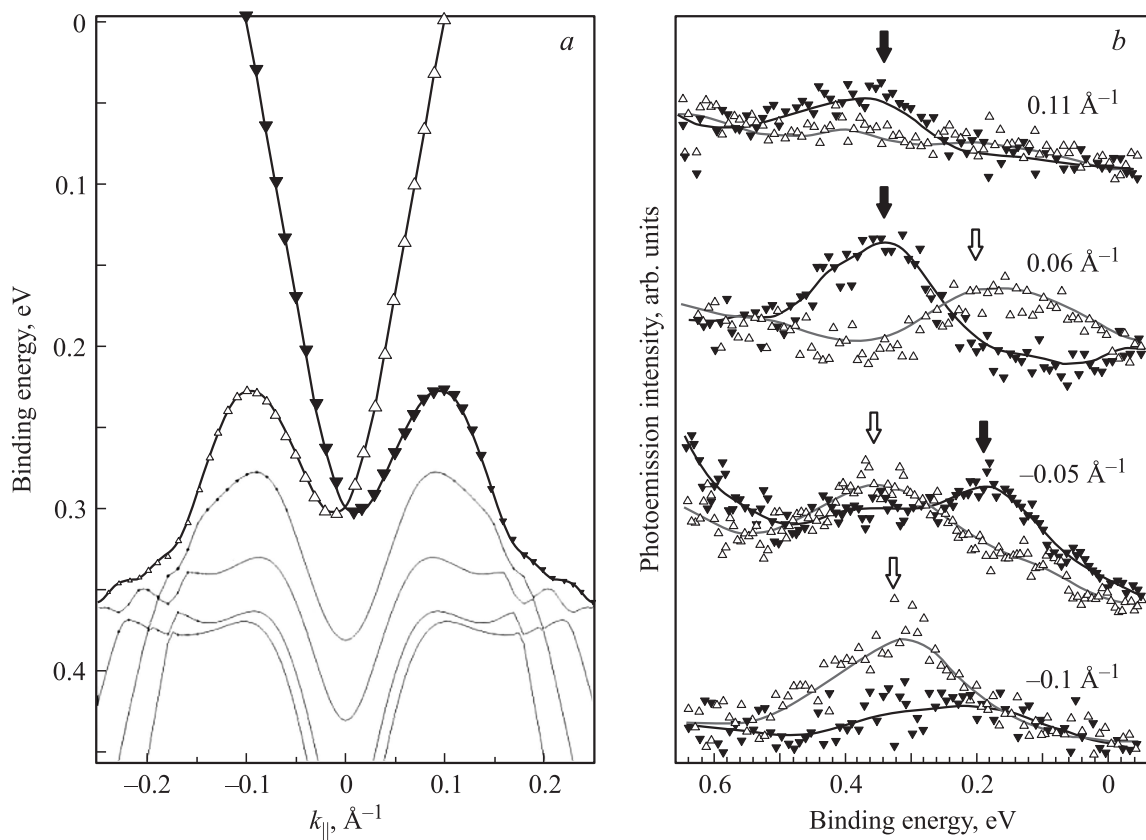 a
0
0.1
0.2
0.3
0.4
Binding energy, eV
−0.2
−0.1
0
0.1
0.2
k||, Å−1
b
0.11 Å−1
0.06 Å−1
−0.05 Å−1
−0.1 Å−1
Photoemission intensity, arb. units
0.6
0.4
0.2
0
Binding energy, eV